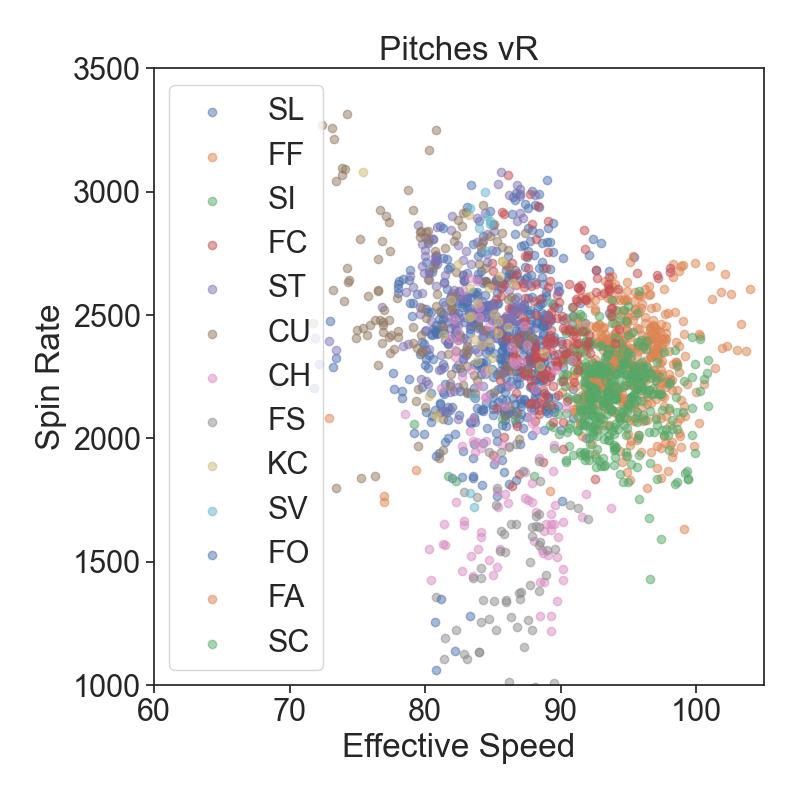 Pitches vR
3500
3000
2500
2000
1500
1000
Spin Rate
SL
FF
SI
FC
ST
CU
CH
FS
KC
SV
FO
FA
SC
60
70
80
90
100
Effective Speed